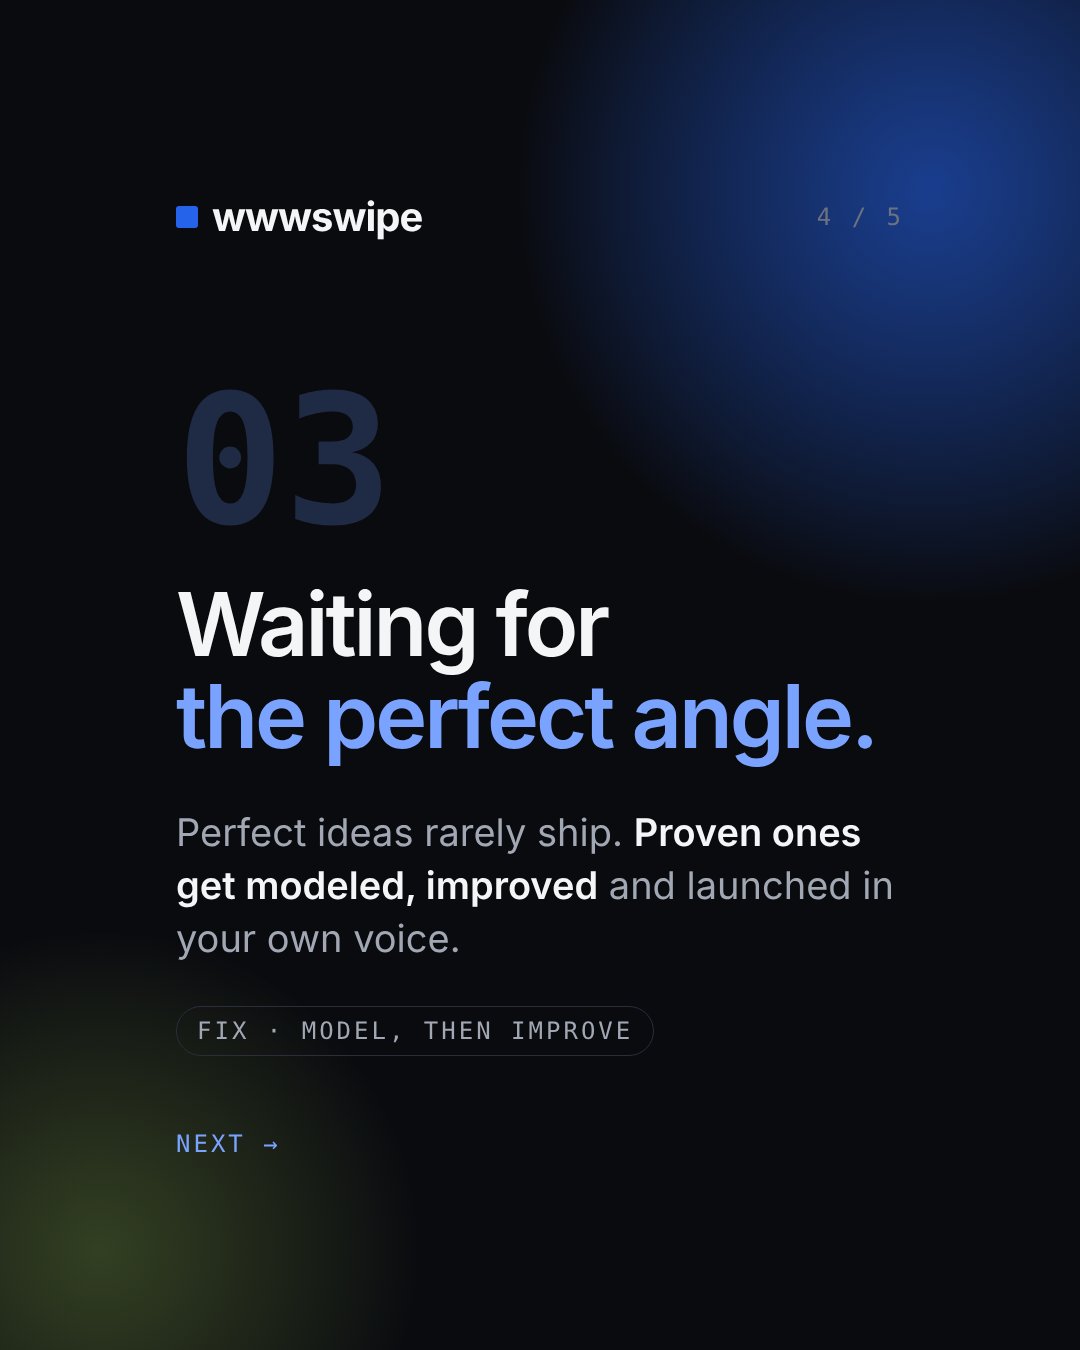 wwwswipe
4 / 5
03
Waiting for
the perfect angle.
Perfect ideas rarely ship. Proven ones
get modeled, improved and launched in
your own voice.
FIX · MODEL, THEN IMPROVE
NEXT →